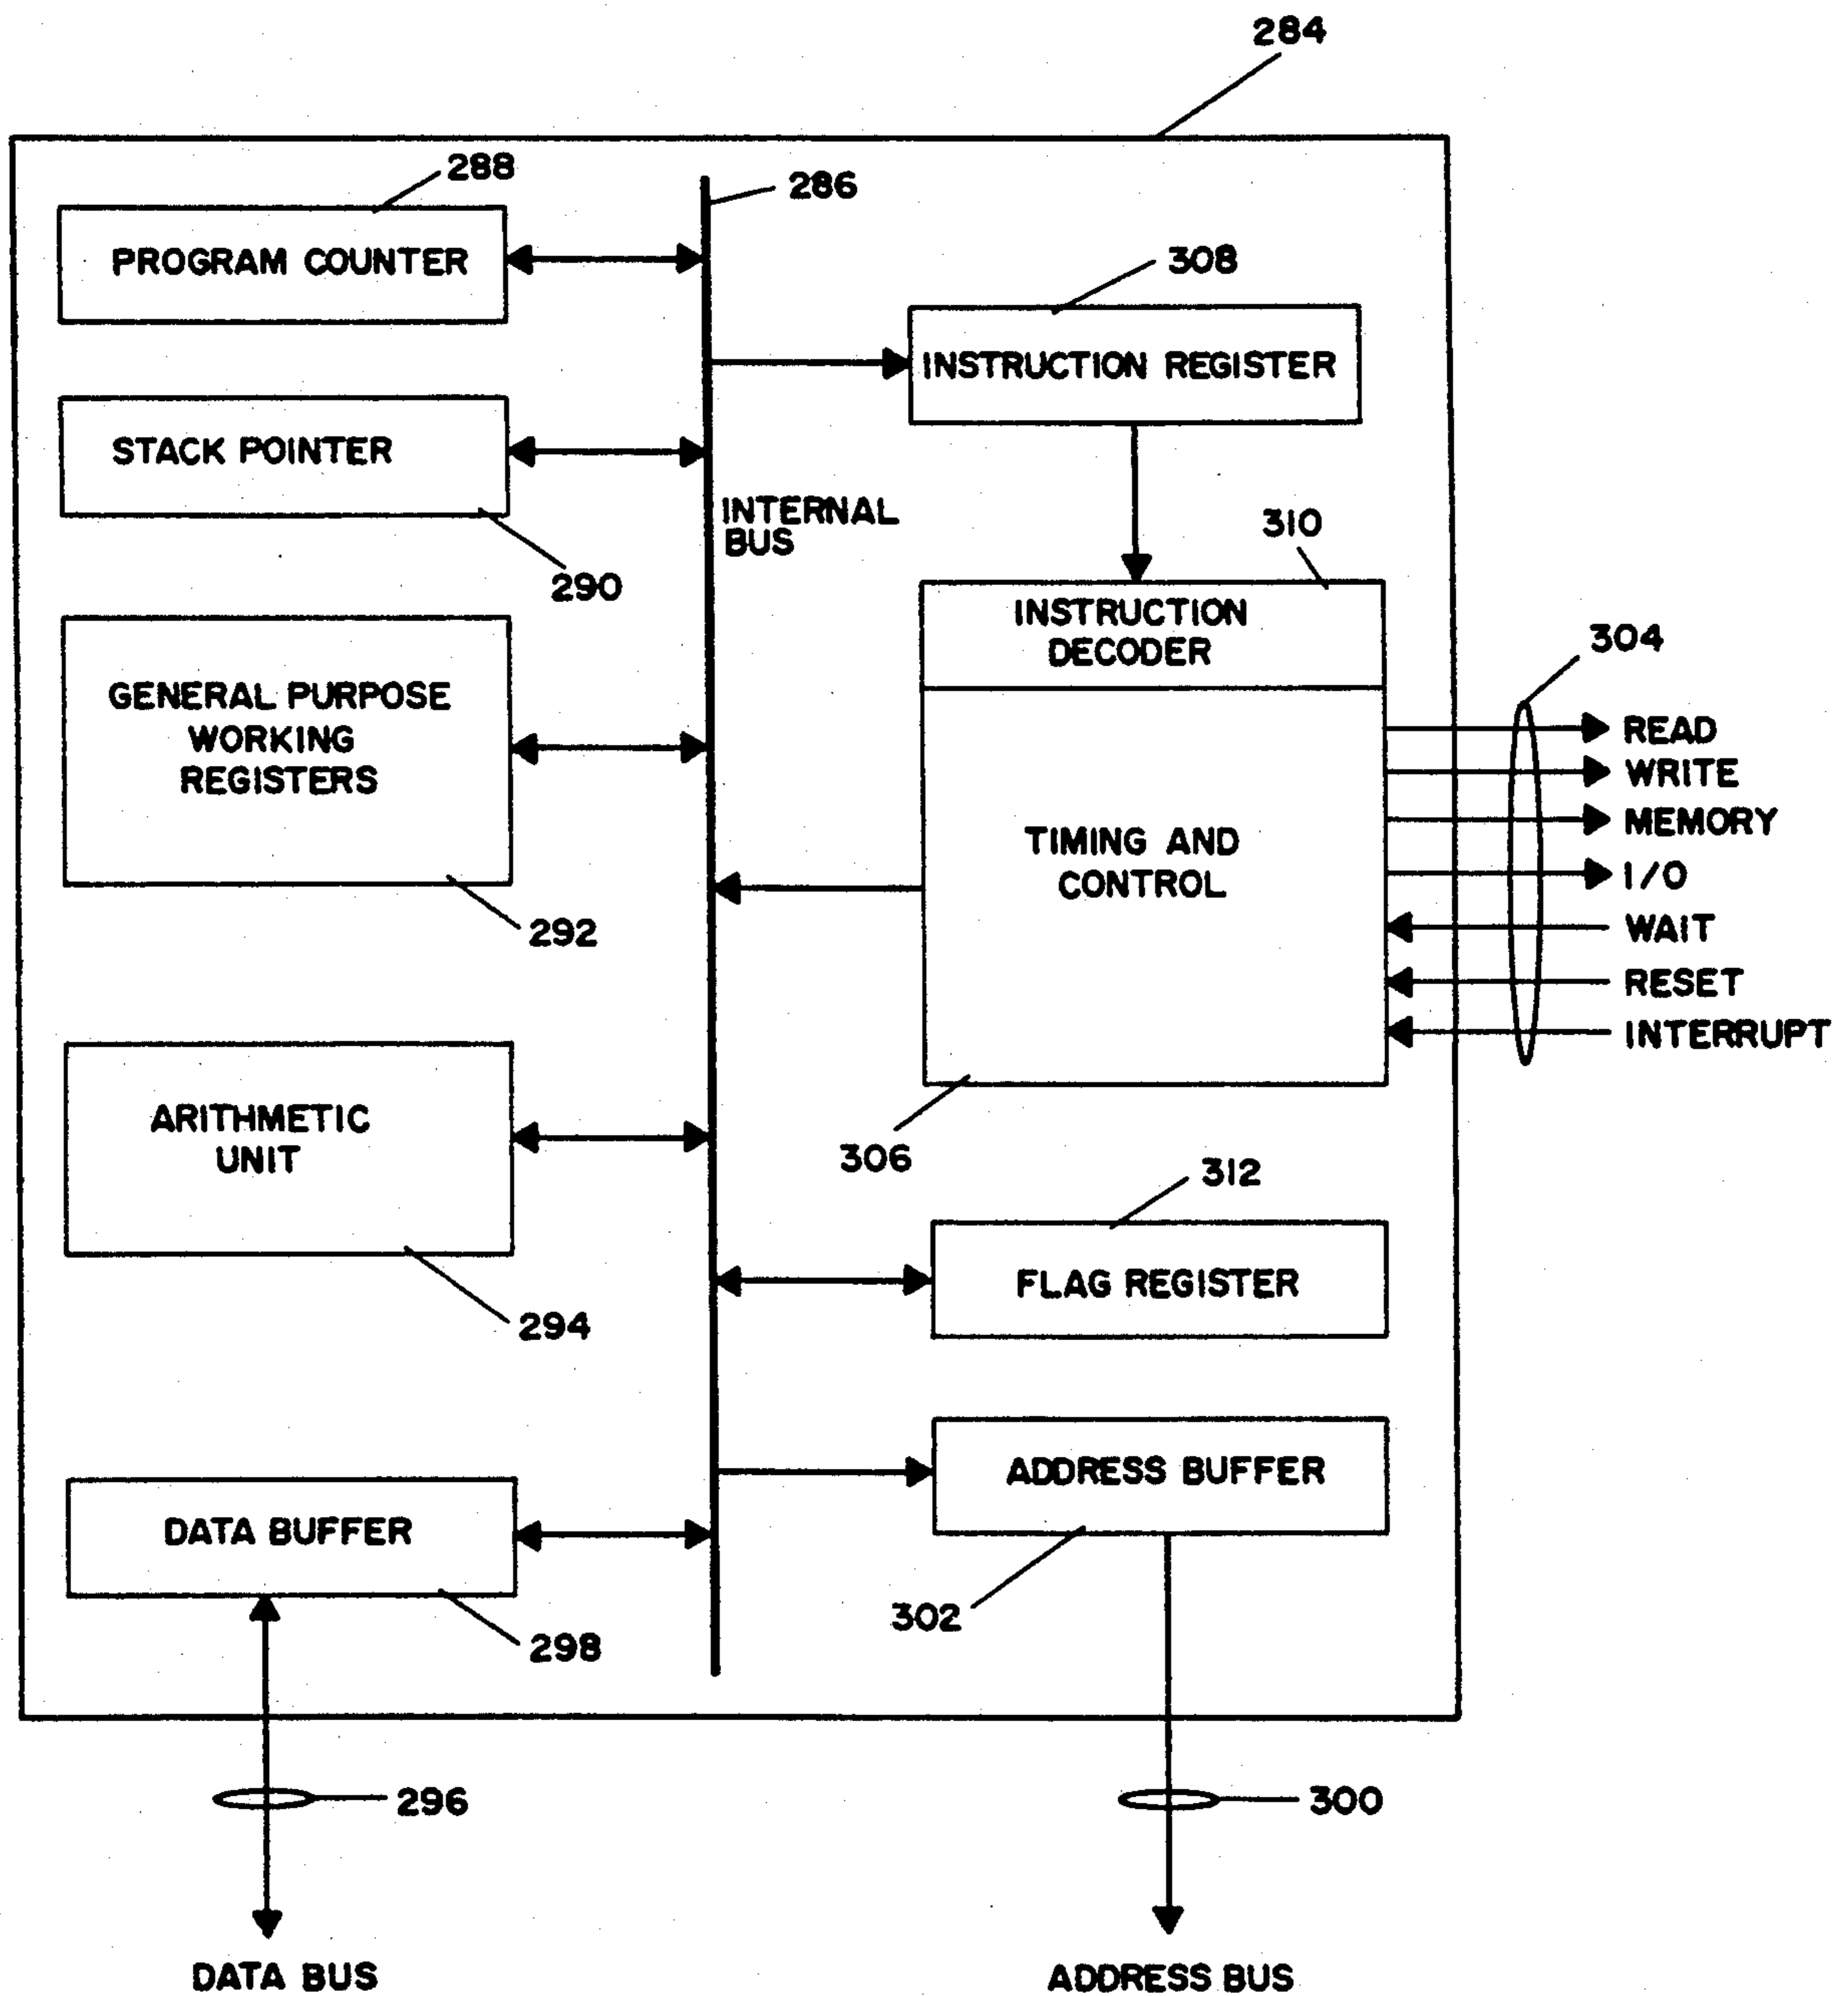 284
288
286
PROGRAM COUNTER
308
INSTRUCTION REGISTER
STACK POINTER
INTERNAL
BUS
290
310
INSTRUCTION
DECODER
304
GENERAL PURPOSE
WORKING
REGISTERS
292
READ
WRITE
MEMORY
I/O
WAIT
RESET
INTERRUPT
TIMING AND
CONTROL
306
ARITHMETIC
UNIT
294
312
FLAG REGISTER
ADDRESS BUFFER
302
DATA BUFFER
298
296
300
DATA BUS
ADDRESS BUS